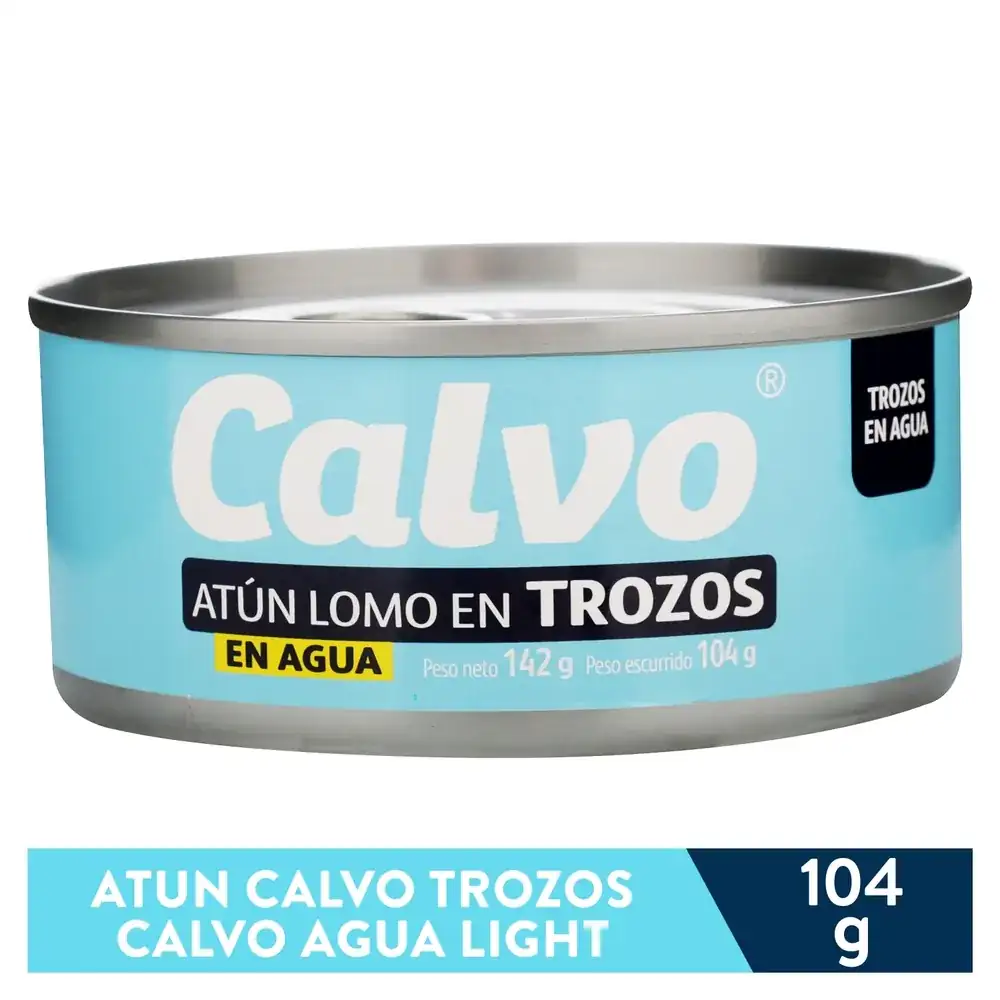 Calvo®
TROZOS
EN AGUA
ATÚN LOMO EN TROZOS
EN AGUA Peso neto 142 g Peso escurrido 104 g
ATUN CALVO TROZOS
CALVO AGUA LIGHT
104
g